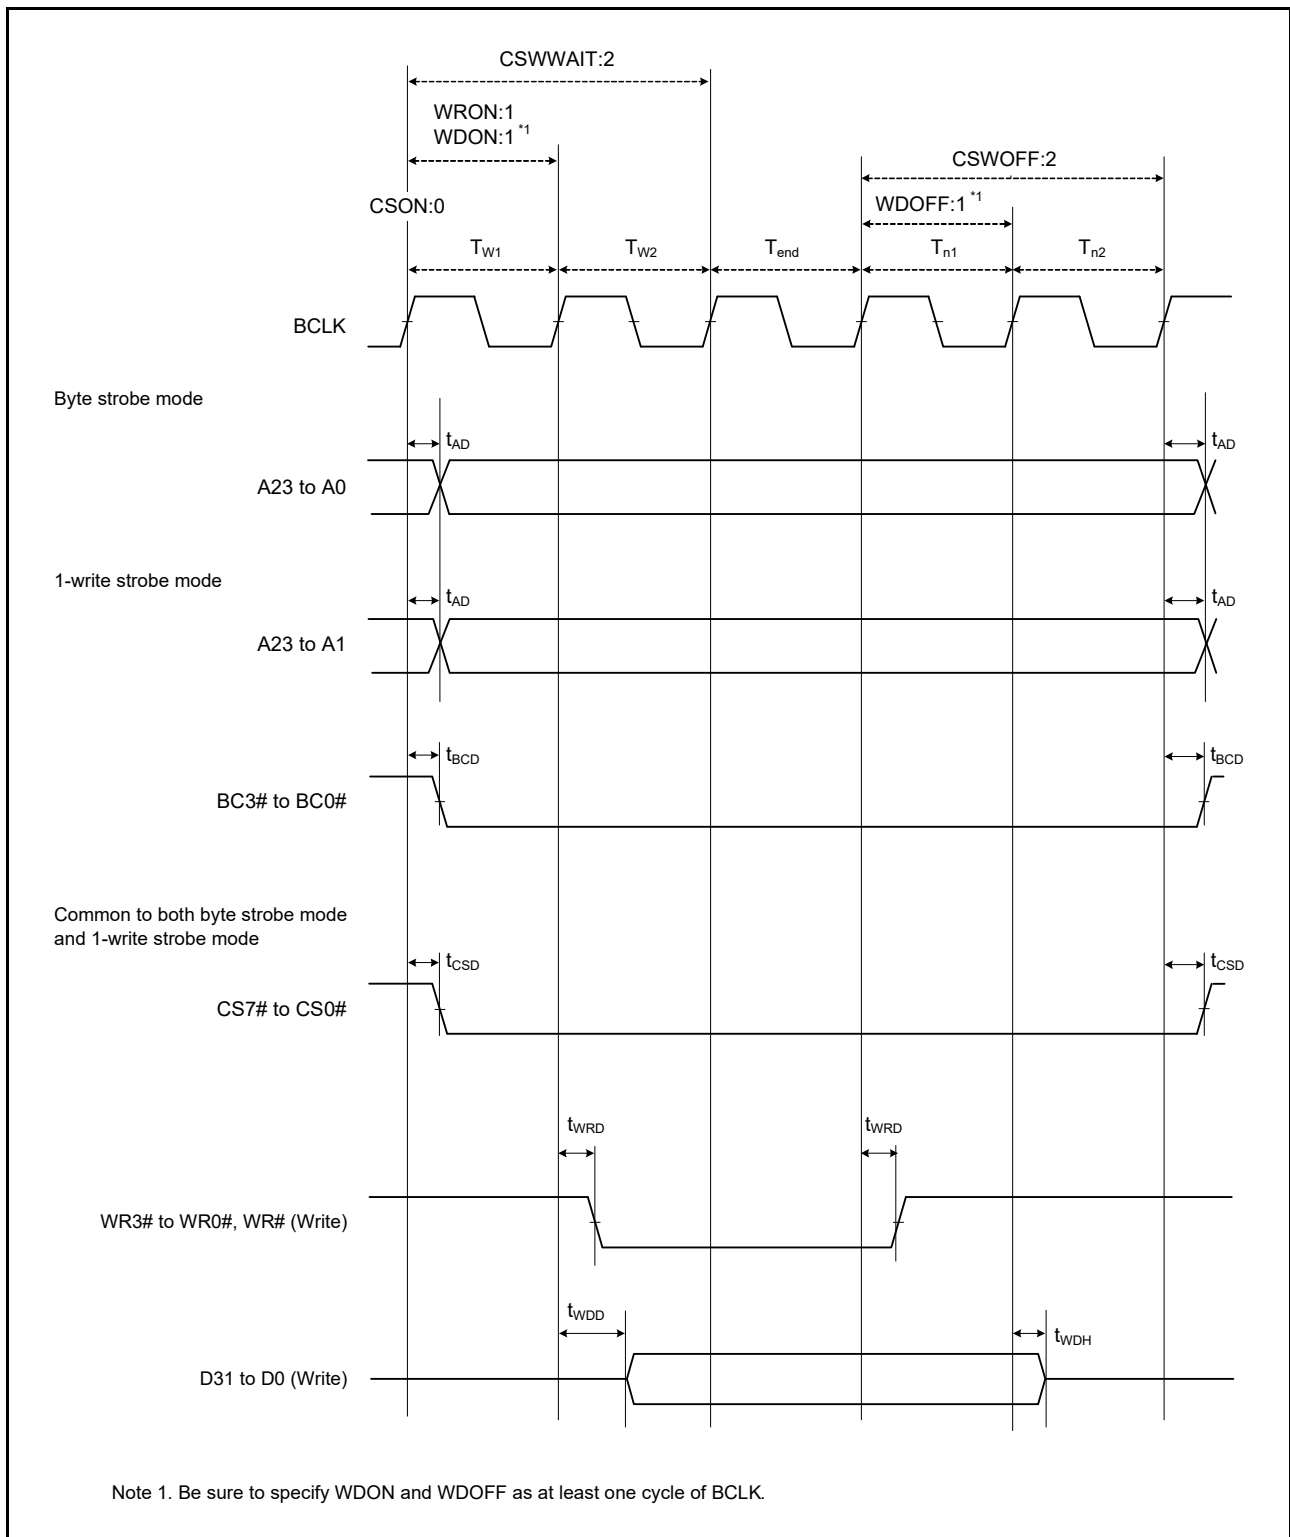 CSWWAIT:2
WRON:1
WDON:1 *1
CSWOFF:2
CSON:0
WDOFF:1 *1
TW1 TW2 Tend Tn1 Tn2
BCLK
Byte strobe mode
tAD tAD
A23 to A0
1-write strobe mode
tAD tAD
A23 to A1
tBCD tBCD
BC3# to BC0#
Common to both byte strobe mode
and 1-write strobe mode
tCSD tCSD
CS7# to CS0#
tWRD tWRD
WR3# to WR0#, WR# (Write)
tWDD tWDH
D31 to D0 (Write)
Note 1. Be sure to specify WDON and WDOFF as at least one cycle of BCLK.